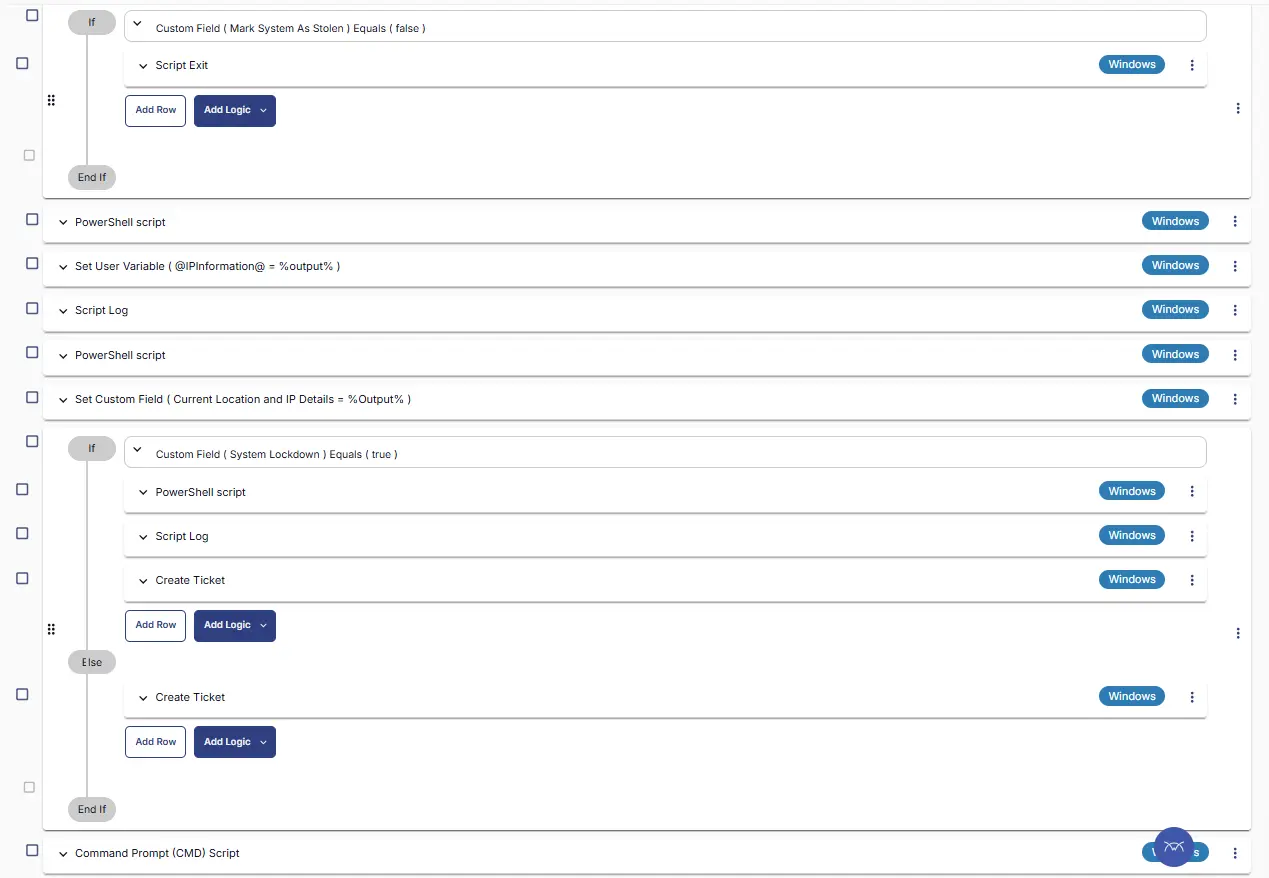 If
Custom Field ( Mark System As Stolen ) Equals ( false )
Script Exit Windows
Add Row Add Logic
End If
PowerShell script Windows
Set User Variable ( @IPInformation@ = %output% ) Windows
Script Log Windows
PowerShell script Windows
Set Custom Field ( Current Location and IP Details = %Output% ) Windows
If
Custom Field ( System Lockdown ) Equals ( true )
PowerShell script Windows
Script Log Windows
Create Ticket Windows
Add Row Add Logic
Else
Create Ticket Windows
Add Row Add Logic
End If
Command Prompt (CMD) Script